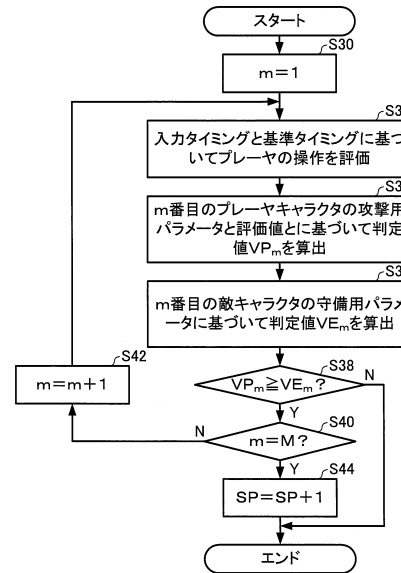 スタート
S30
m=1
S3
入力タイミングと基準タイミングに基づ
いてプレーヤの操作を評価
S3
m番目のプレーヤキャラクタの攻撃用
パラメータと評価値とに基づいて判定
値VPmを算出
S3
m番目の敵キャラクタの守備用パラメ
ータに基づいて判定値VEmを算出
S42
m=m+1
S38
VPm≧VEm?
N
Y
S40
m=M?
N
Y
S44
SP=SP+1
エンド